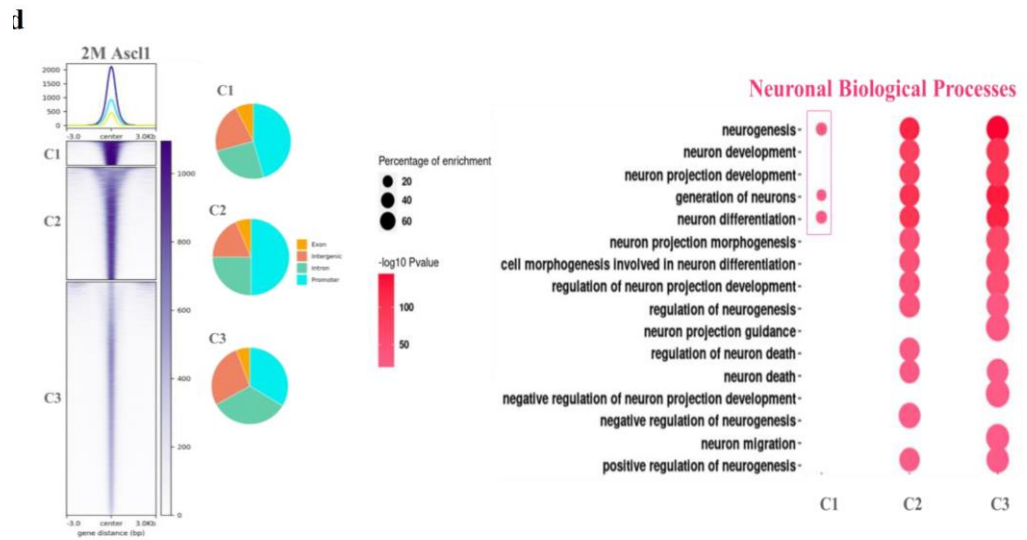 d
2M Ascl1
2000
1500
1000
500
0
-3.0 center 3.0Kb
C1
C2
C3
1000
800
600
400
200
0
-3.0 center 3.0Kb
gene distance (bp)
C1
C2
C3
Exon
Intergenic
Intron
Promoter
Percentage of enrichment
20
40
60
-log10 Pvalue
100
50
Neuronal Biological Processes
neurogenesis
neuron development
neuron projection development
generation of neurons
neuron differentiation
neuron projection morphogenesis
cell morphogenesis involved in neuron differentiation
regulation of neuron projection development
regulation of neurogenesis
neuron projection guidance
regulation of neuron death
neuron death
negative regulation of neuron projection development
negative regulation of neurogenesis
neuron migration
positive regulation of neurogenesis
C1 C2 C3